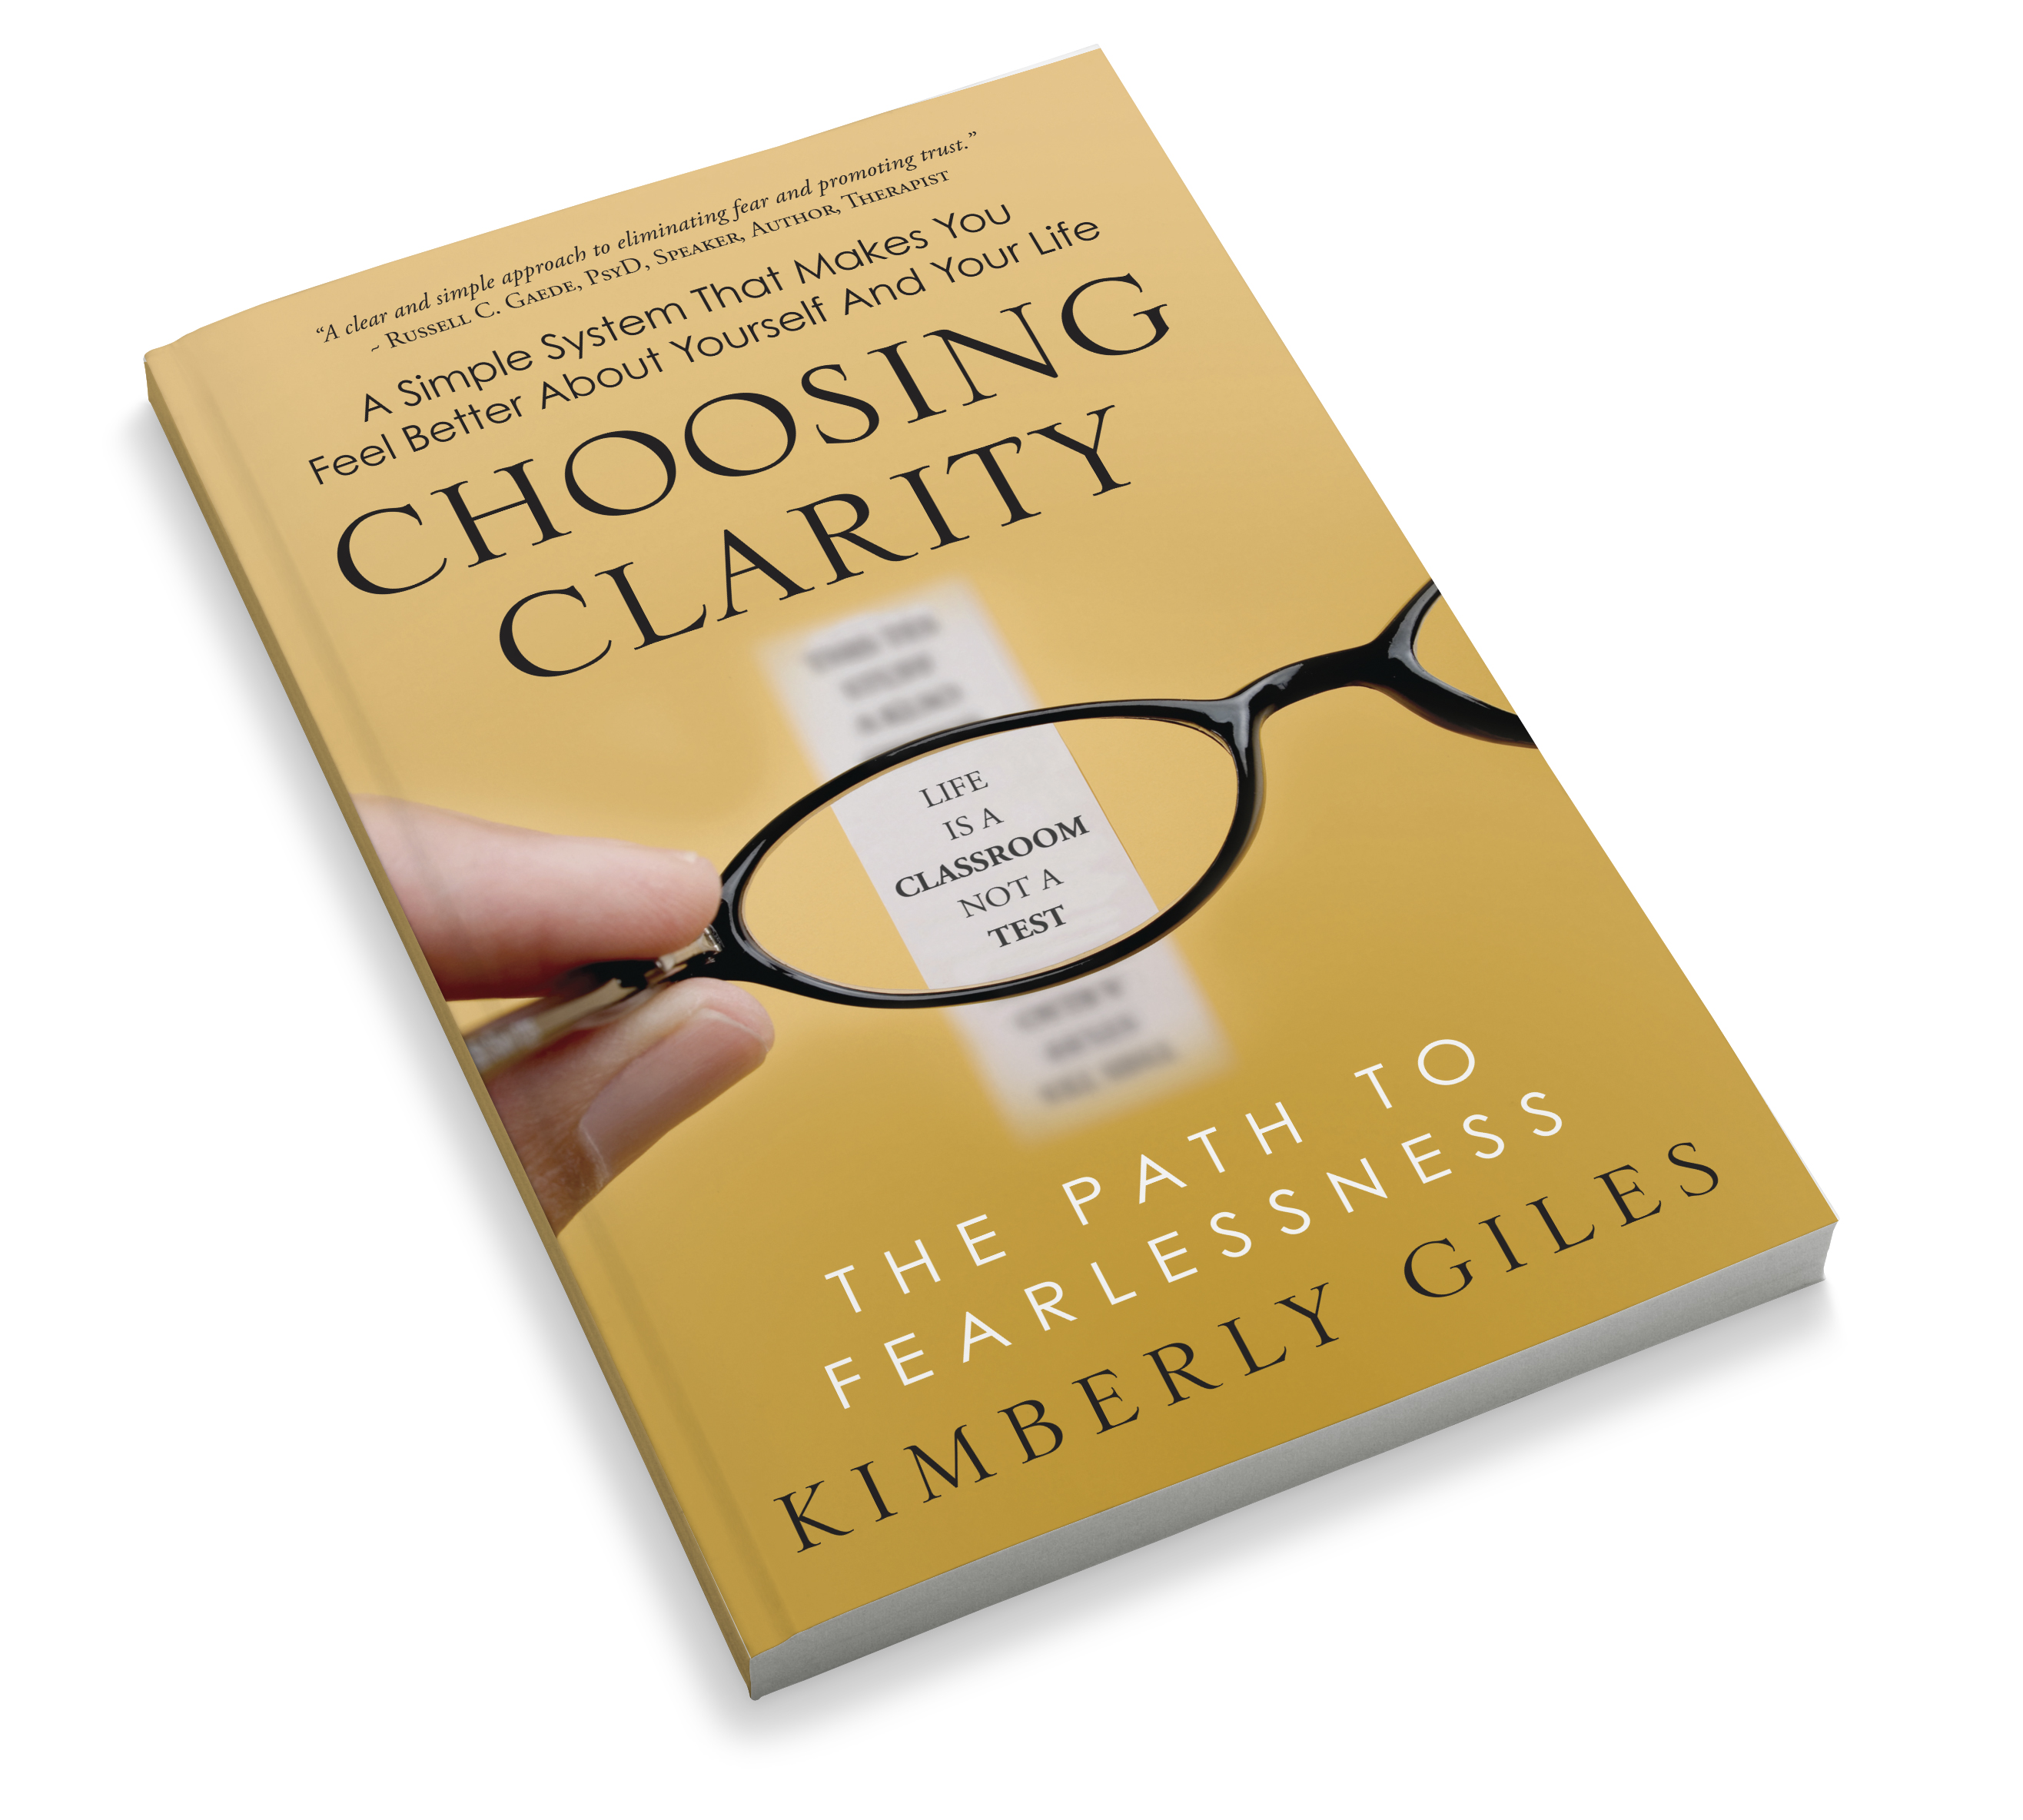 “A clear and simple approach to eliminating fear and promoting trust.”
~ Russell C. Gaede, PsyD, Speaker, Author, Therapist
A Simple System That Makes You
Feel Better About Yourself And Your Life
CHOOSING
CLARITY
LIFE
IS A
CLASSROOM
NOT A
TEST
THE PATH TO
FEARLESSNESS
KIMBERLY GILES